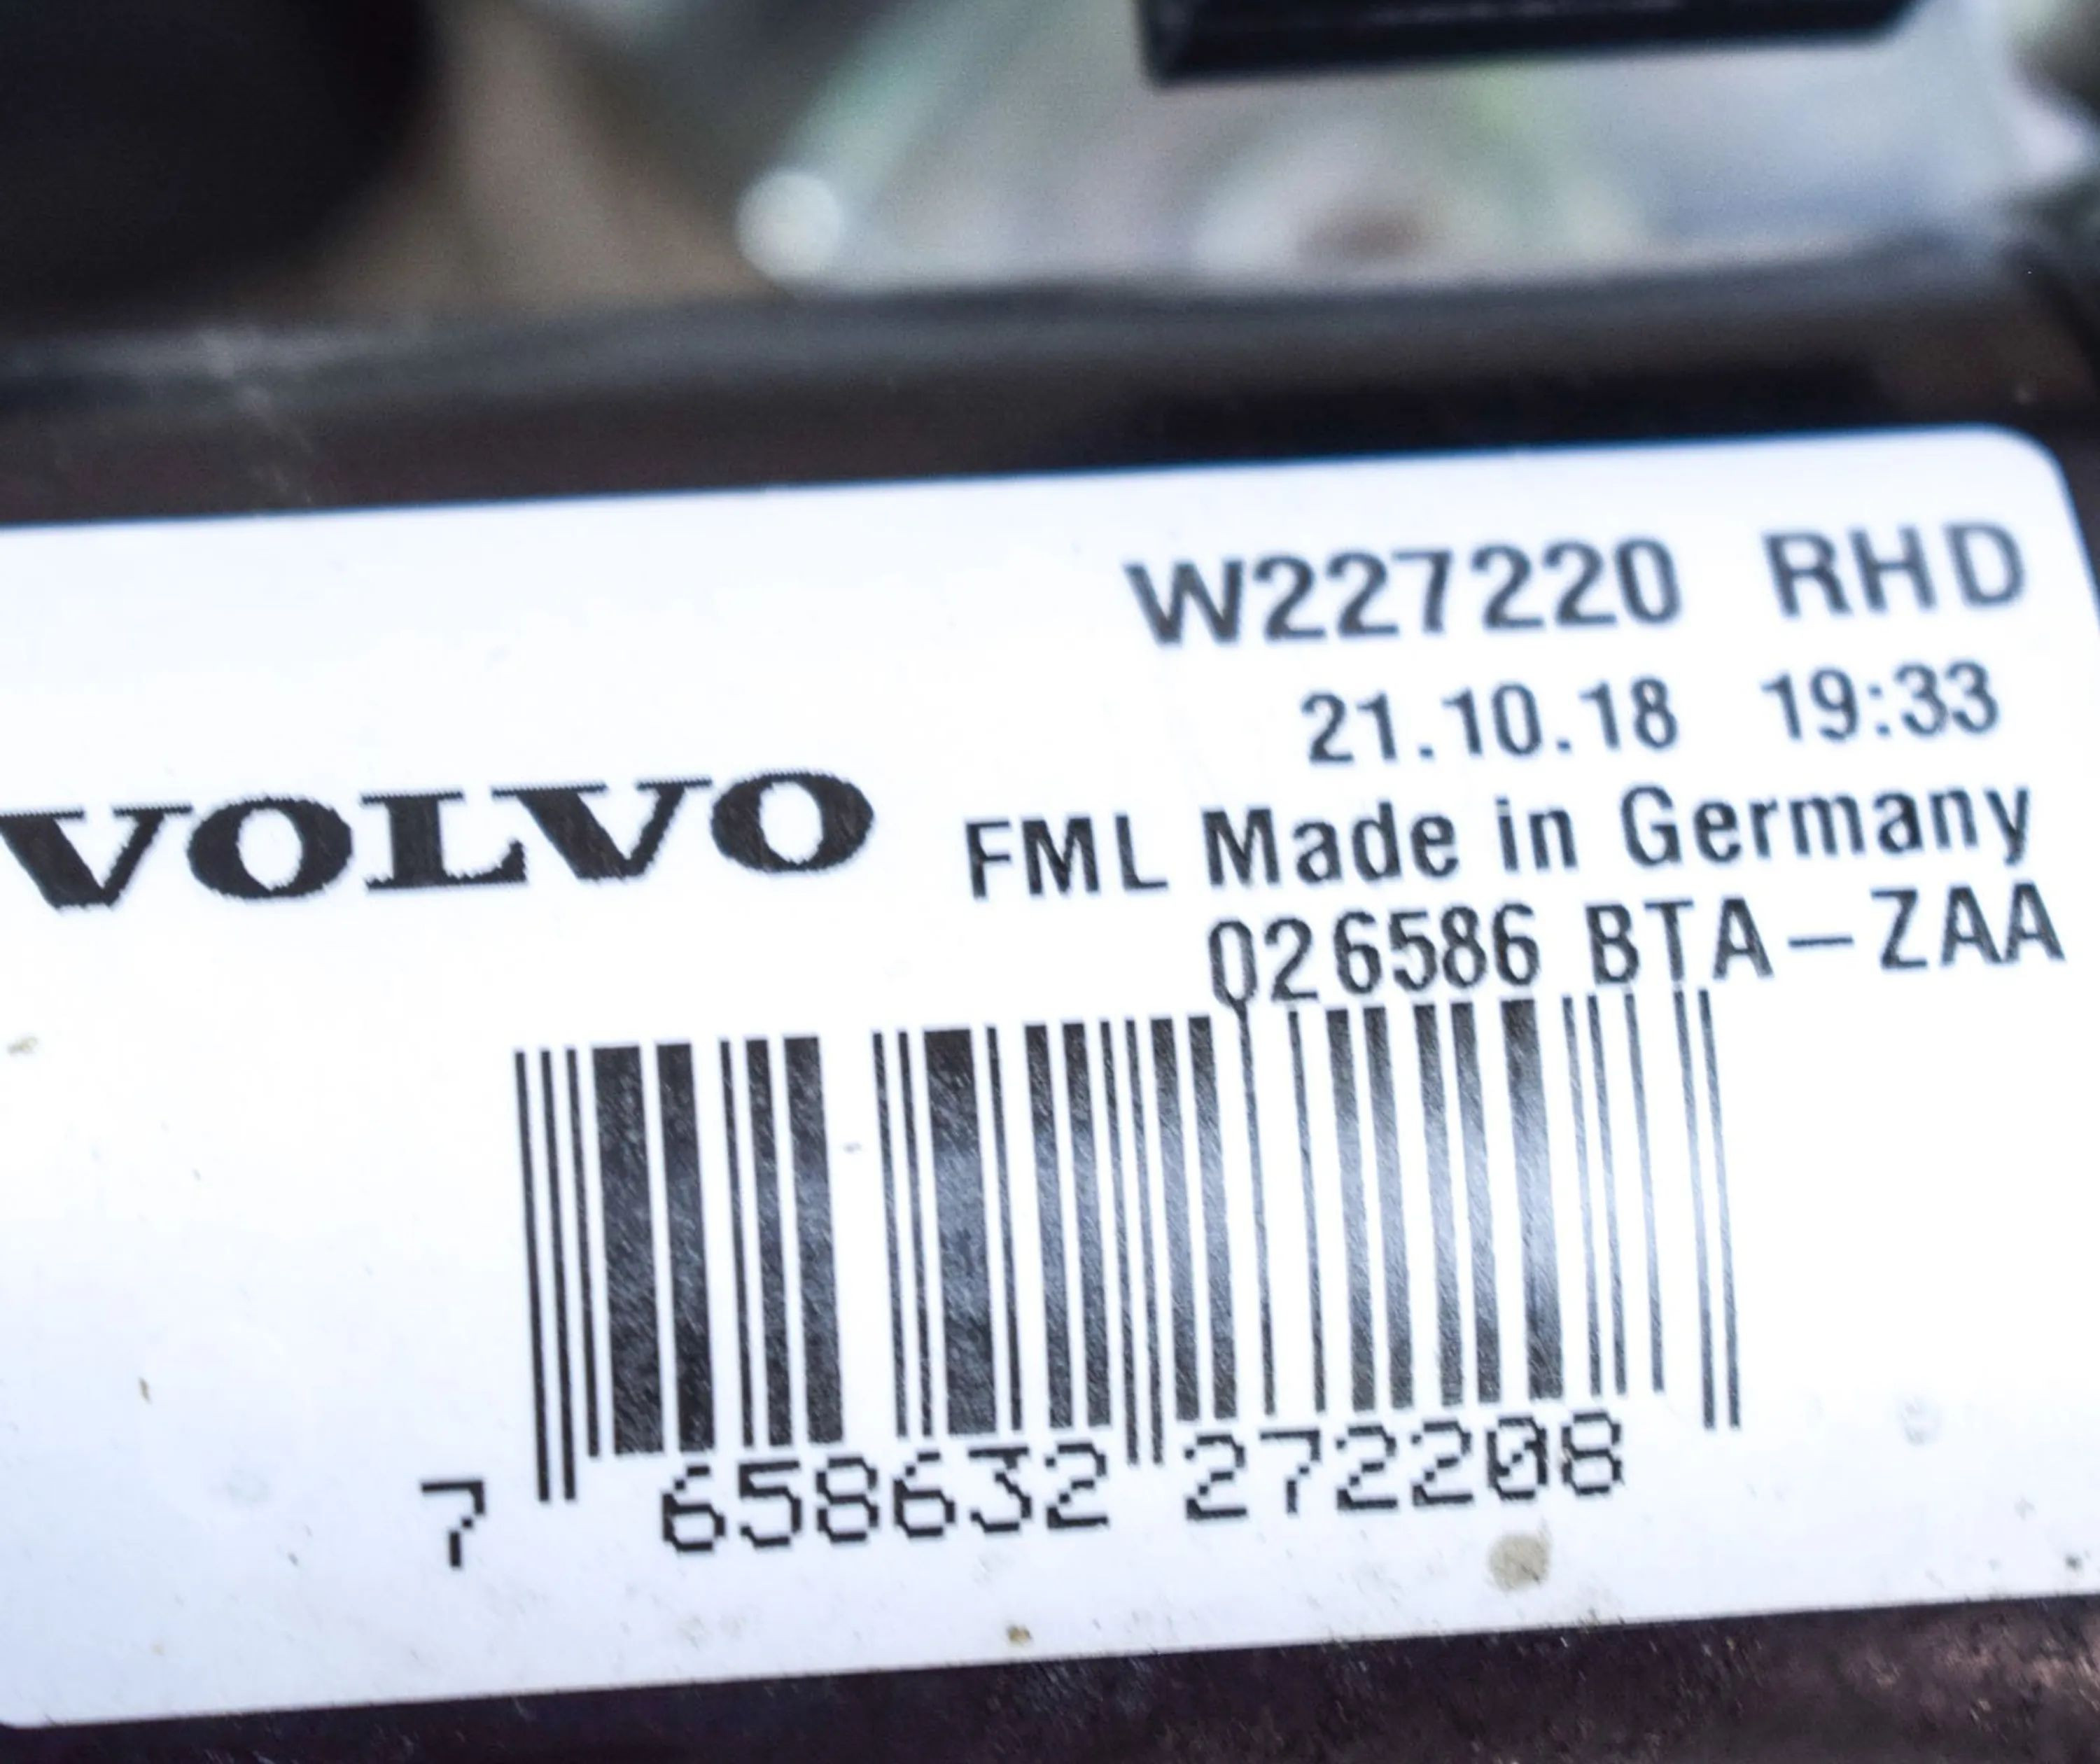 W227220 RHD
21.10.18 19:33
VOLVO FML Made in Germany
026586 BTA-ZAA
7 658632 272208